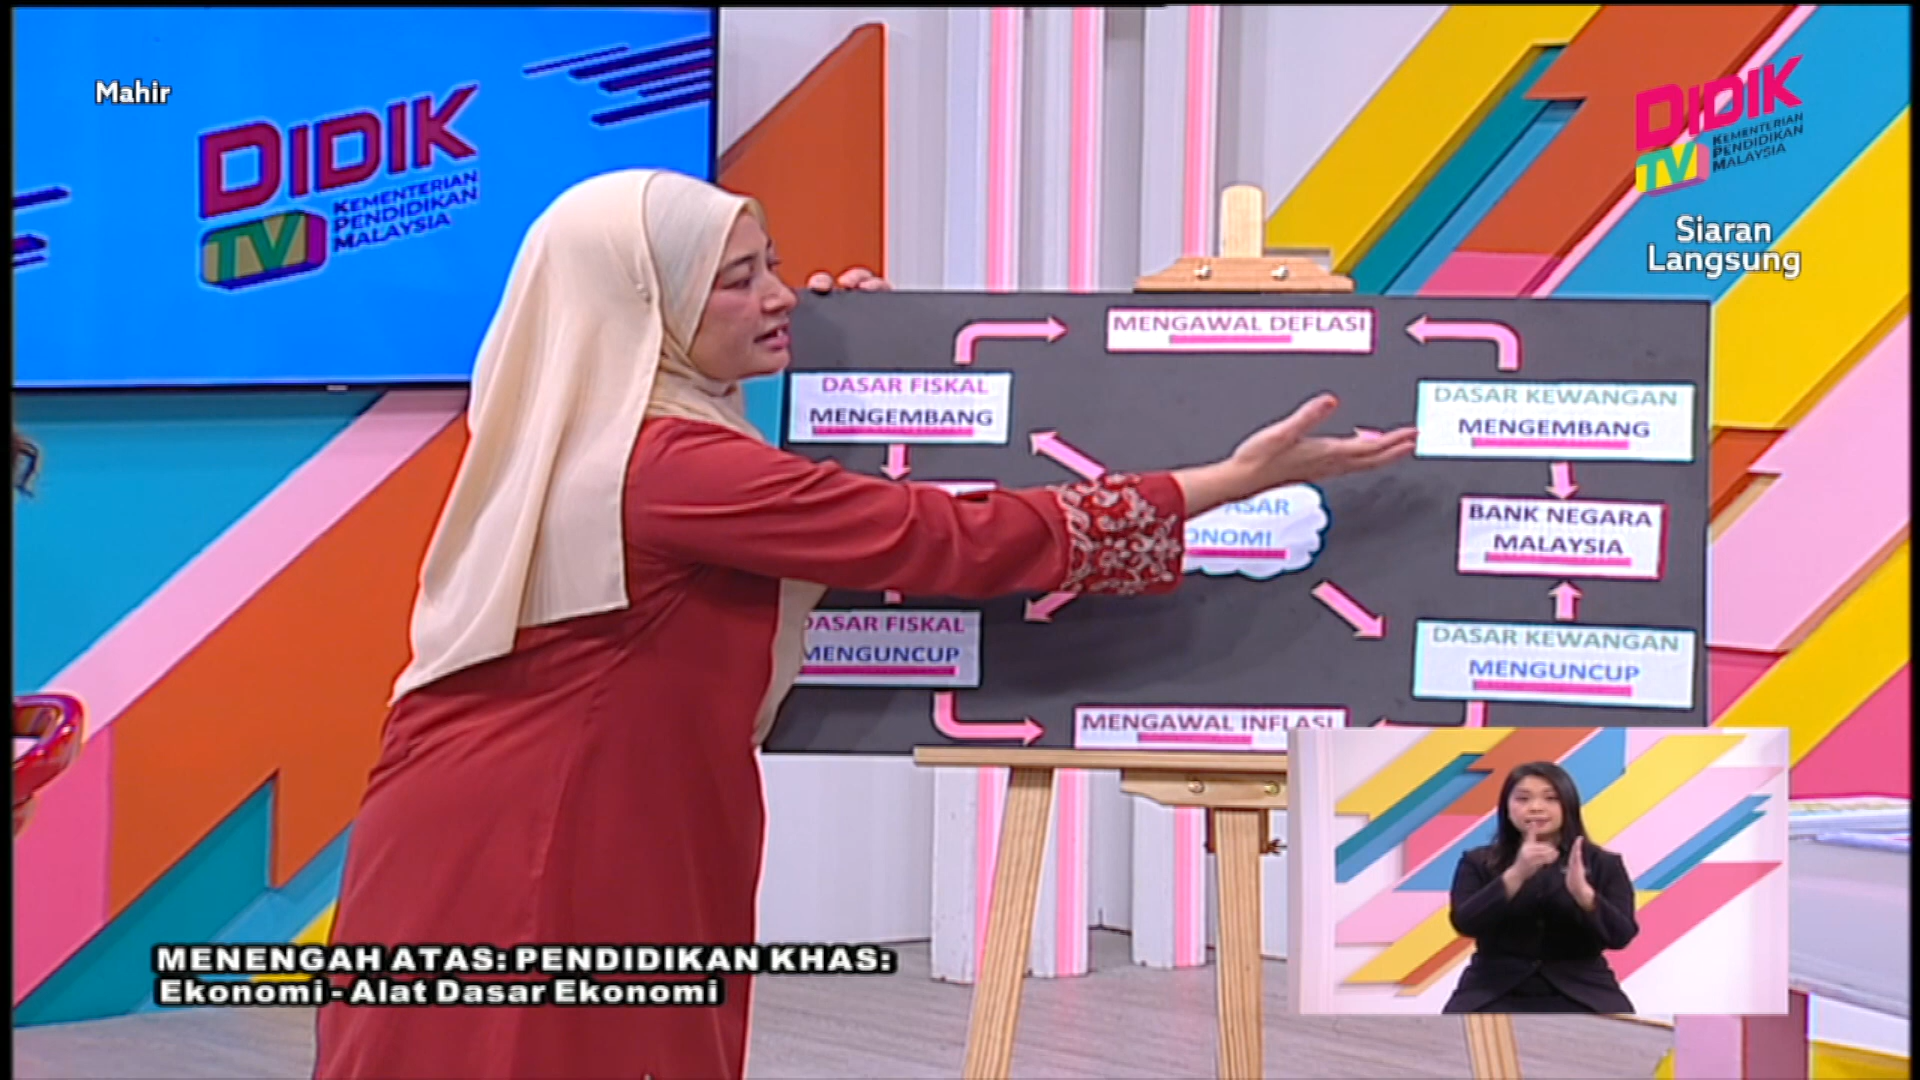 Mahir
DIDIK
TV
KEMENTERIAN
PENDIDIKAN
MALAYSIA
DIDIK
TV
KEMENTERIAN
PENDIDIKAN
MALAYSIA
Siaran
Langsung
MENGAWAL DEFLASI
DASAR FISKAL
MENGEMBANG
DASAR KEWANGAN
MENGEMBANG
BANK NEGARA
MALAYSIA
DASAR FISKAL
MENGUNCUP
DASAR KEWANGAN
MENGUNCUP
MENGAWAL INFLASI
MENENGAH ATAS: PENDIDIKAN KHAS:
Ekonomi - Alat Dasar Ekonomi